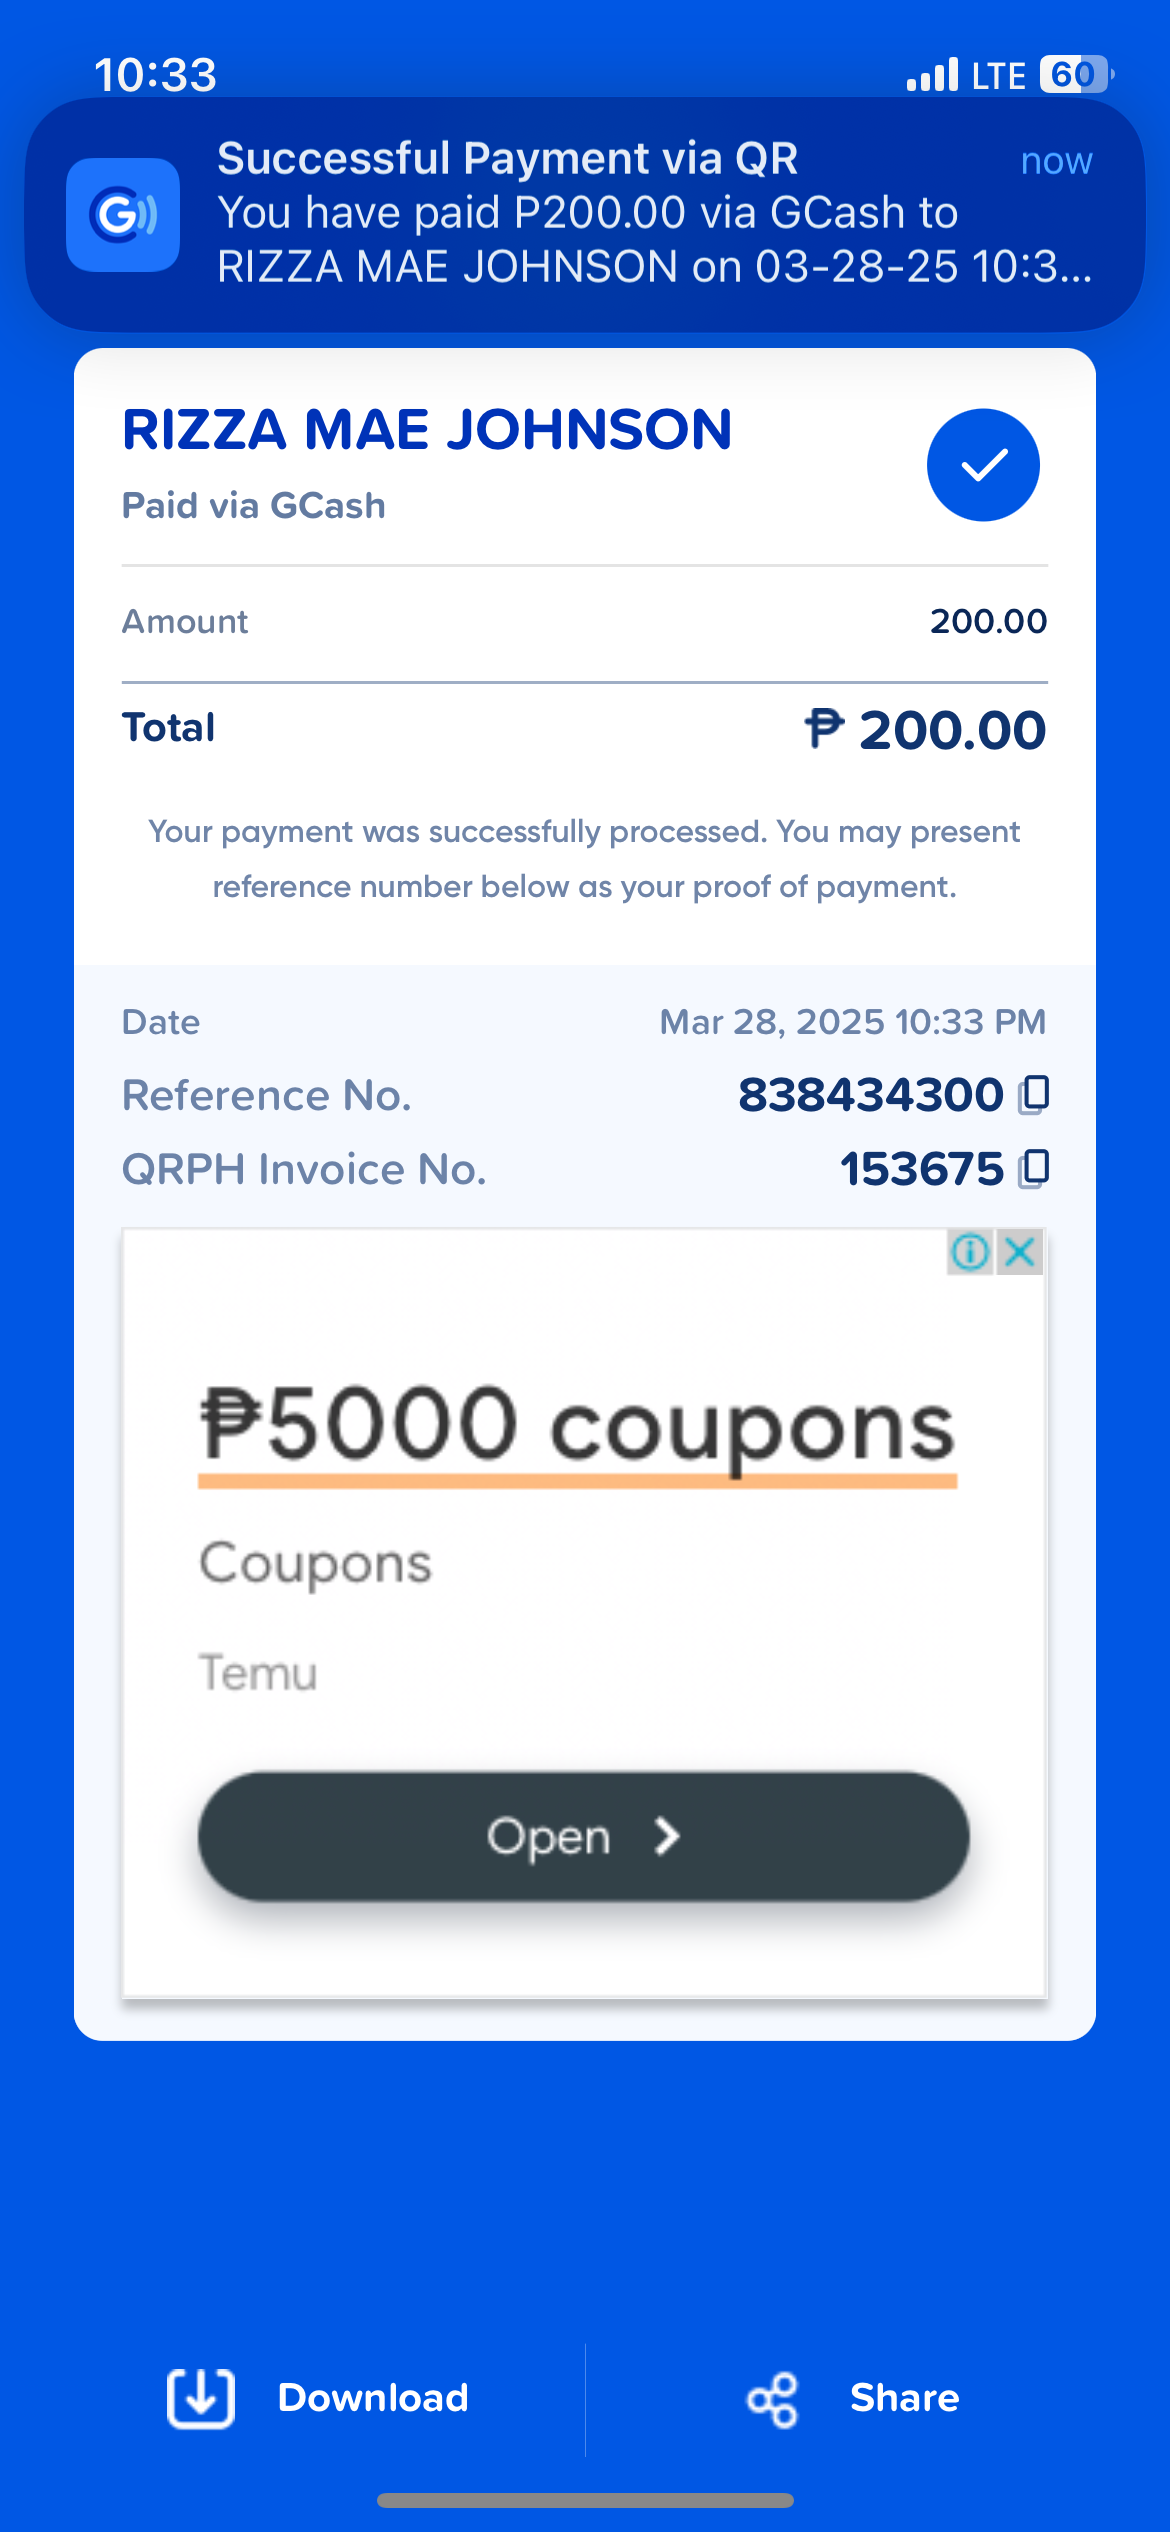 10:33
LTE 60
Successful Payment via QR now
You have paid P200.00 via GCash to
RIZZA MAE JOHNSON on 03-28-25 10:3...
RIZZA MAE JOHNSON
Paid via GCash
Amount 200.00
Total ₱ 200.00
Your payment was successfully processed. You may present
reference number below as your proof of payment.
Date Mar 28, 2025 10:33 PM
Reference No. 838434300
QRPH Invoice No. 153675
₱5000 coupons
Coupons
Temu
Open
Download Share